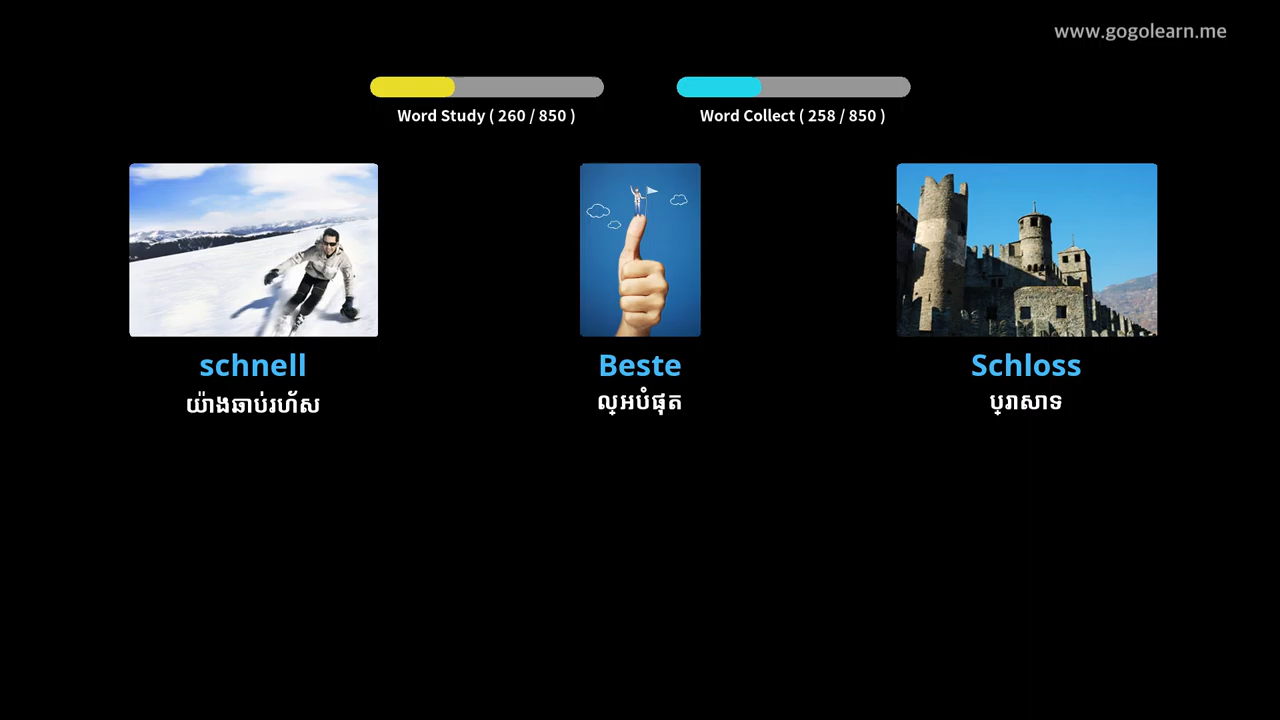 www.gogolearn.me
Word Study ( 260 / 850 )
Word Collect ( 258 / 850 )
schnell
Beste
Schloss
យ៉ាងឆាប់រហ័ស
ល្អបំផុត
ប្រាសាទ